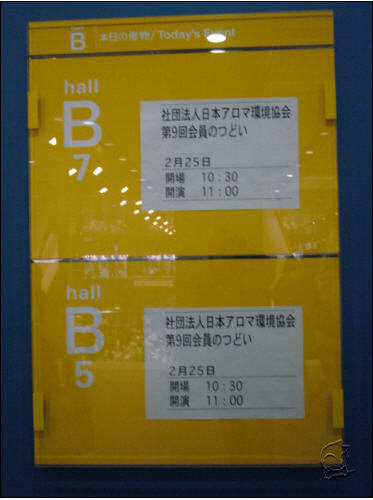 B 本日の催物/Today's Event
hall
B
7
社団法人日本アロマ環境協会
第9回会員のつどい
2月25日
開場 10:30
開演 11:00
hall
B
5
社団法人日本アロマ環境協会
第9回会員のつどい
2月25日
開場 10:30
開演 11:00